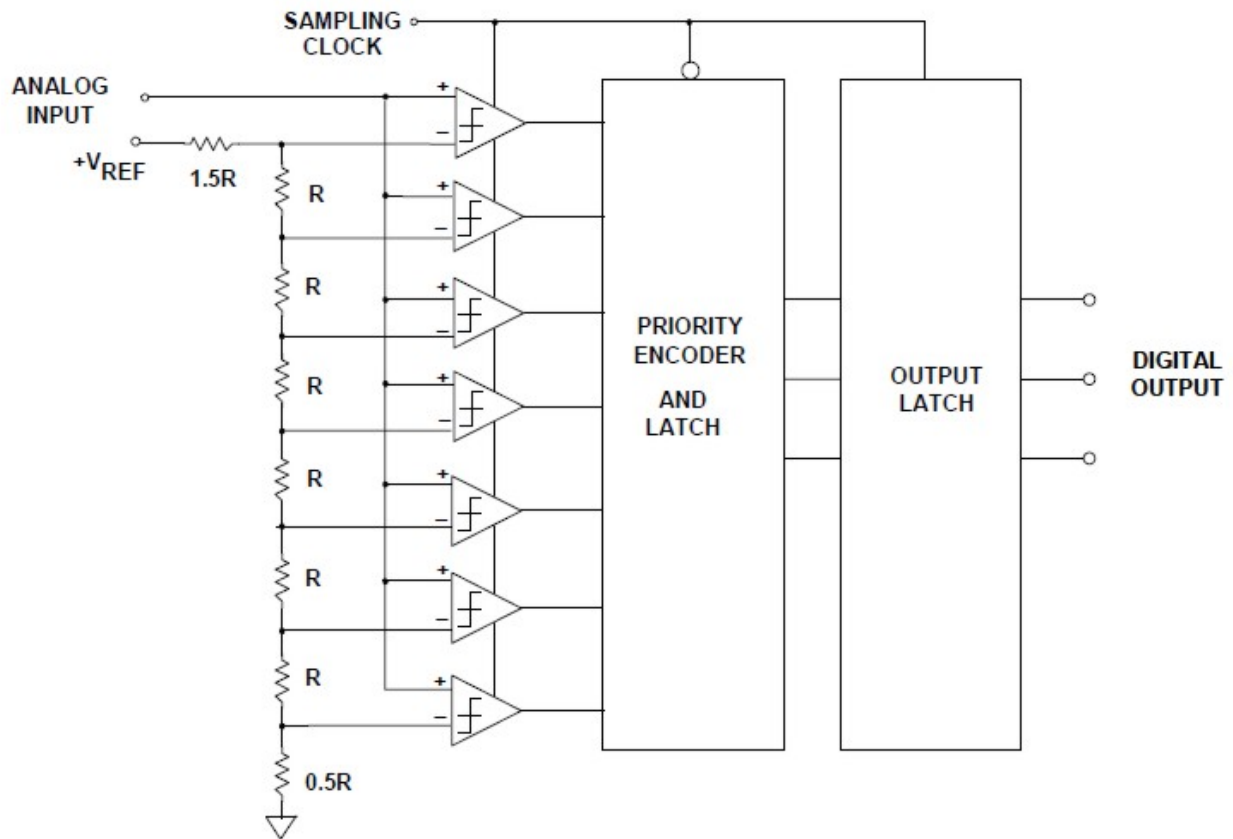 SAMPLING
CLOCK
ANALOG
INPUT
+
−
+VREF
1.5R
R
+
−
R
+
−
R
+
−
PRIORITY
ENCODER
AND
LATCH
OUTPUT
LATCH
DIGITAL
OUTPUT
R
+
−
R
+
−
R
+
−
0.5R